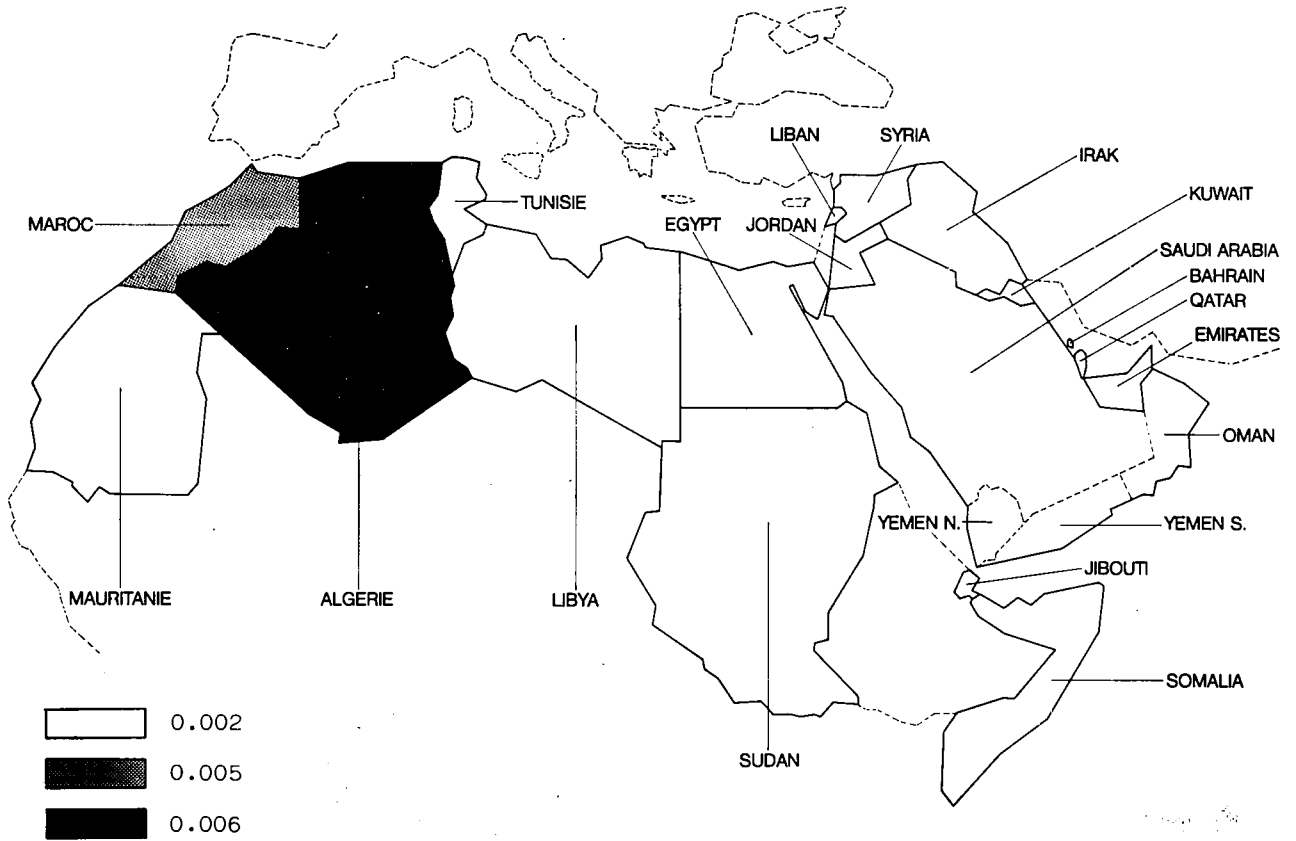 LIBAN
SYRIA
IRAK
KUWAIT
MAROC
TUNISIE
EGYPT
JORDAN
SAUDI ARABIA
BAHRAIN
QATAR
EMIRATES
OMAN
YEMEN N.
YEMEN S.
JIBOUTI
MAURITANIE
ALGERIE
LIBYA
SOMALIA
SUDAN
0.002
0.005
0.006